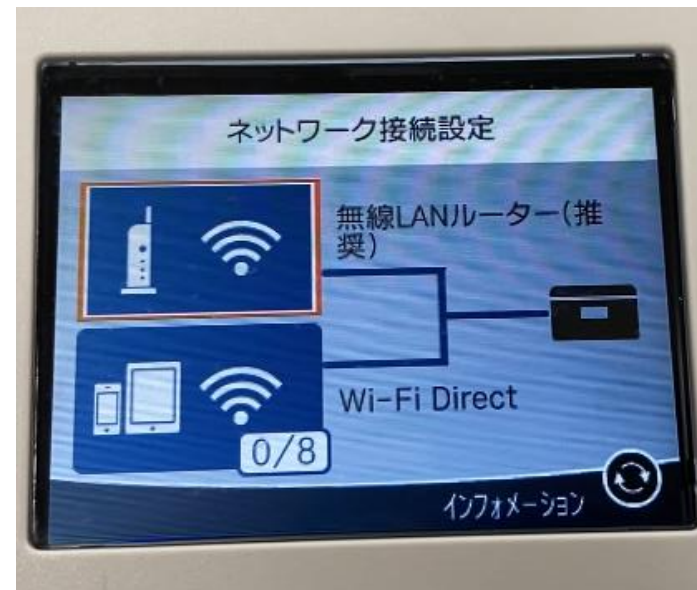 ネットワーク接続設定
無線LANルーター(推
奨)
Wi-Fi Direct
0/8
インフォメーション